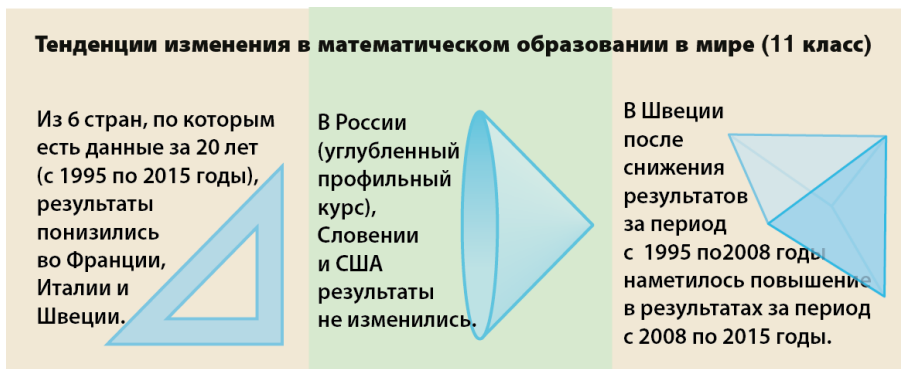 Тенденции изменения в математическом образовании в мире (11 класс)
Из 6 стран, по которым
есть данные за 20 лет
(с 1995 по 2015 годы),
результаты
понизились
во Франции,
Италии и
Швеции.
В России
(углубленный
профильный
курс),
Словении
и США
результаты
не изменились.
В Швеции
после
снижения
результатов
за период
с 1995 по2008 годы
наметилось повышение
в результатах за период
с 2008 по 2015 годы.